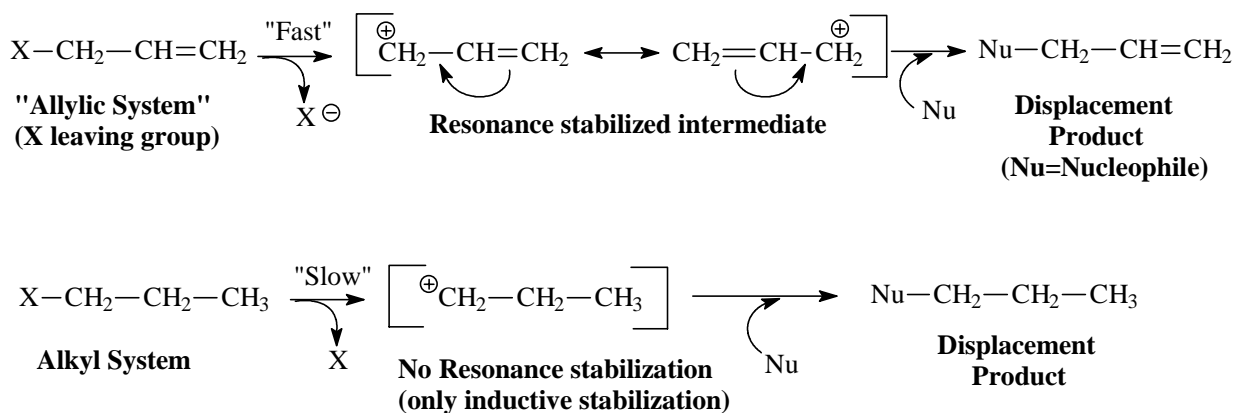 "Fast"
X—CH₂—CH=CH₂
X⊖
⊕
CH₂—CH=CH₂ ↔ CH₂=CH—CH₂
⊕
Nu
Nu—CH₂—CH=CH₂
"Allylic System"
(X leaving group)
Resonance stabilized intermediate
Displacement
Product
(Nu=Nucleophile)
"Slow"
X—CH₂—CH₂—CH₃
X
⊕CH₂—CH₂—CH₃
Nu
Nu—CH₂—CH₂—CH₃
Alkyl System
No Resonance stabilization
(only inductive stabilization)
Displacement
Product